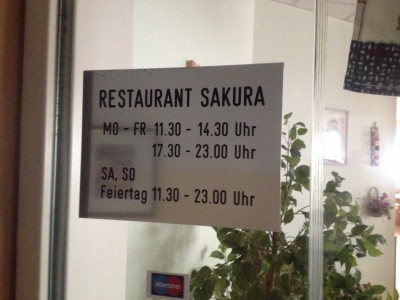 RESTAURANT SAKURA
MO - FR 11.30 - 14.30 Uhr
17.30 - 23.00 Uhr
SA, SO
Feiertag 11.30 - 23.00 Uhr